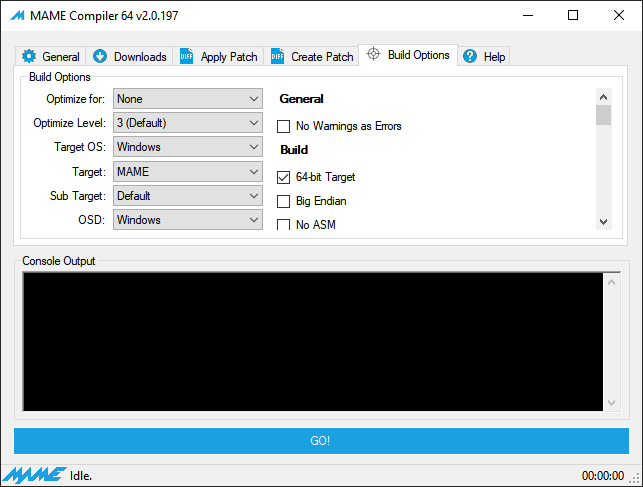 MAME Compiler 64 v2.0.197
General
Downloads
DIFF
Apply Patch
DIFF
Create Patch
Build Options
?
Help
Build Options
Optimize for: None
Optimize Level: 3 (Default)
Target OS: Windows
Target: MAME
Sub Target: Default
OSD: Windows
General
No Warnings as Errors
Build
64-bit Target
Big Endian
No ASM
Console Output
GO!
MAME Idle.
00:00:00